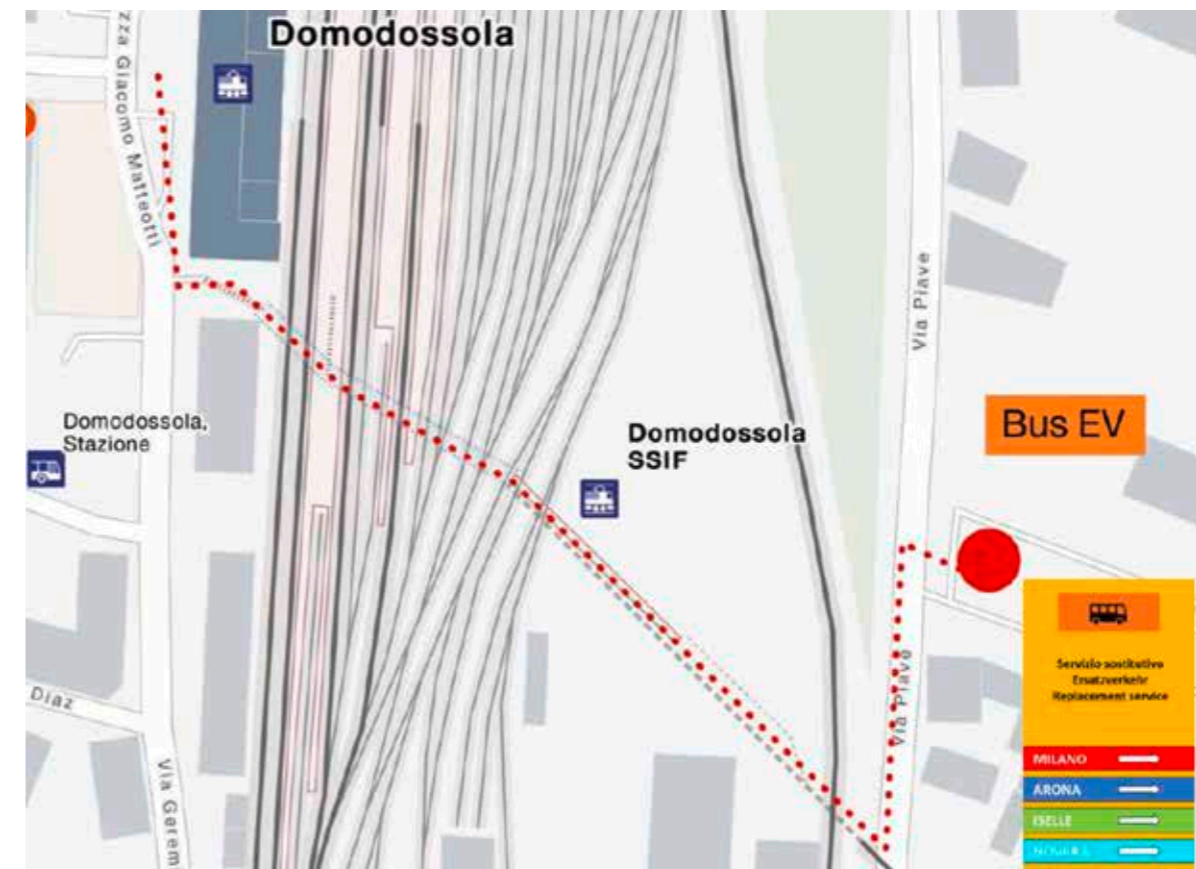 Domodossola
zza Giacomo Matteotti
Via Piave
Bus EV
Domodossola,
Stazione
Domodossola
SSIF
Via Piave
Diaz
Via Gerem
Servizio sostitutivo
Ersatzverkehr
Replacement service
MILANO
ARONA
ISELLE